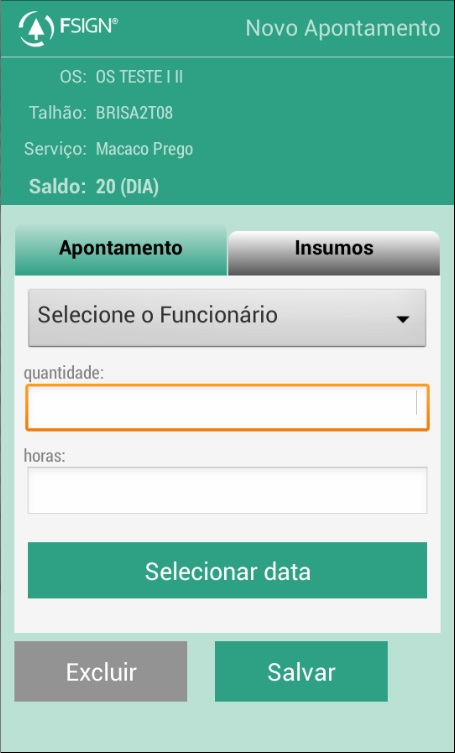 FSIGN®
Novo Apontamento
OS: OS TESTE I II
Talhão: BRISA2T08
Serviço: Macaco Prego
Saldo: 20 (DIA)
Apontamento
Insumos
Selecione o Funcionário
quantidade:
horas:
Selecionar data
Excluir
Salvar